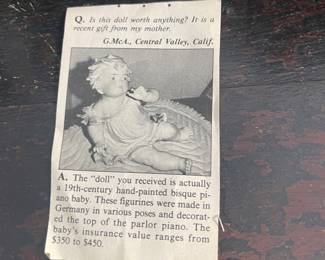 Q. Is this doll worth anything? It is a
recent gift from my mother.
G.McA., Central Valley, Calif.
A. The "doll" you received is actually
a 19th-century hand-painted bisque pi-
ano baby. These figurines were made in
Germany in various poses and decorat-
ed the top of the parlor piano. The
baby's insurance value ranges from
$350 to $450.